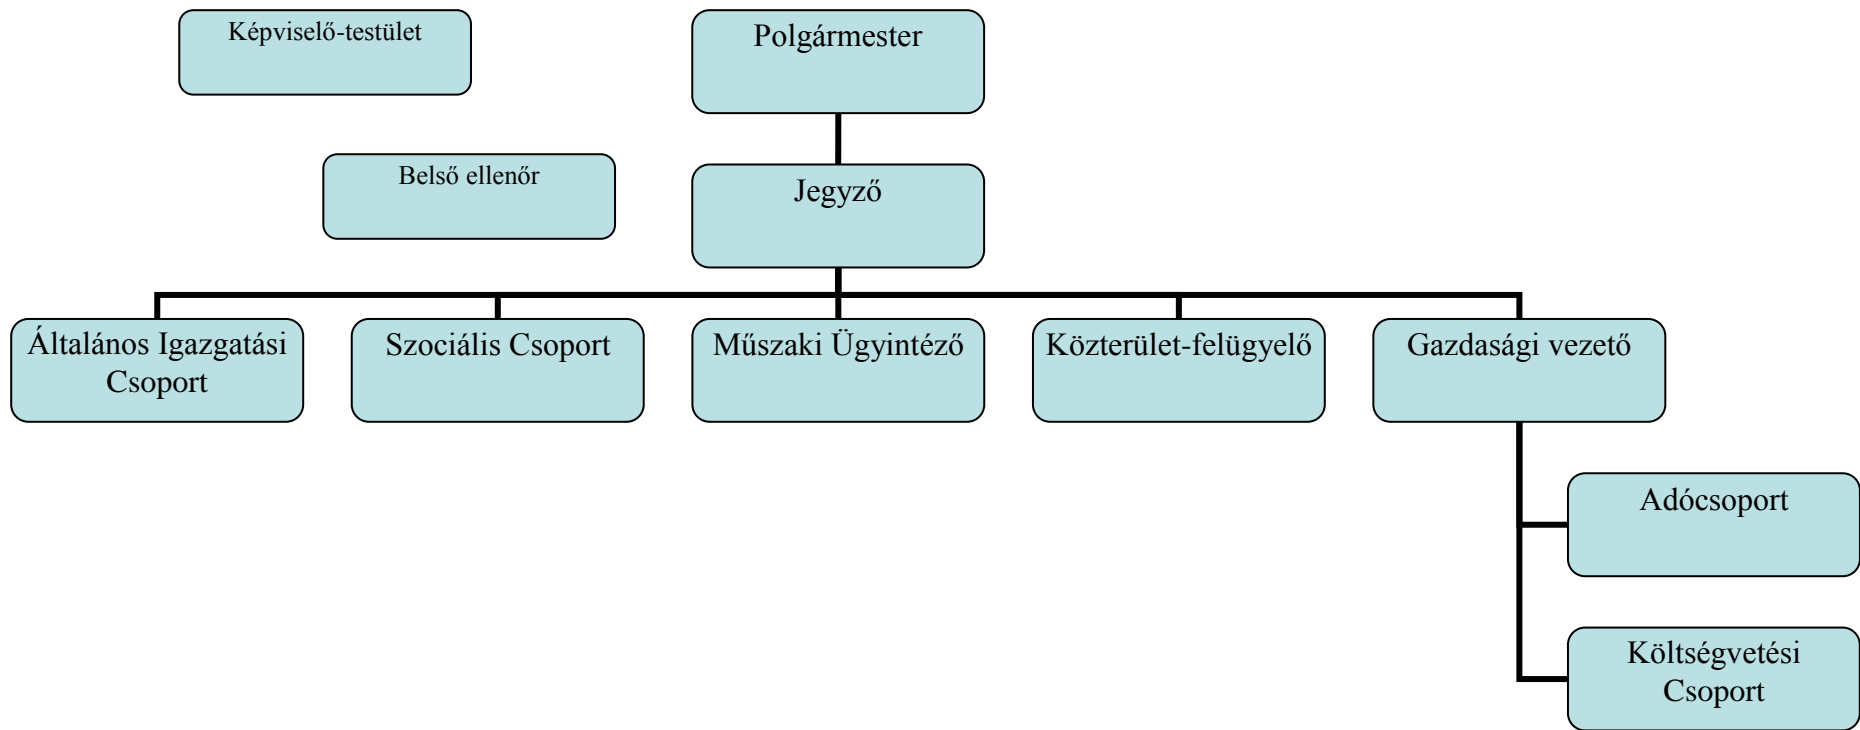 Képviselő-testület
Polgármester
Belső ellenőr
Jegyző
Általános Igazgatási
Csoport
Szociális Csoport
Műszaki Ügyintéző
Közterület-felügyelő
Gazdasági vezető
Adócsoport
Költségvetési
Csoport